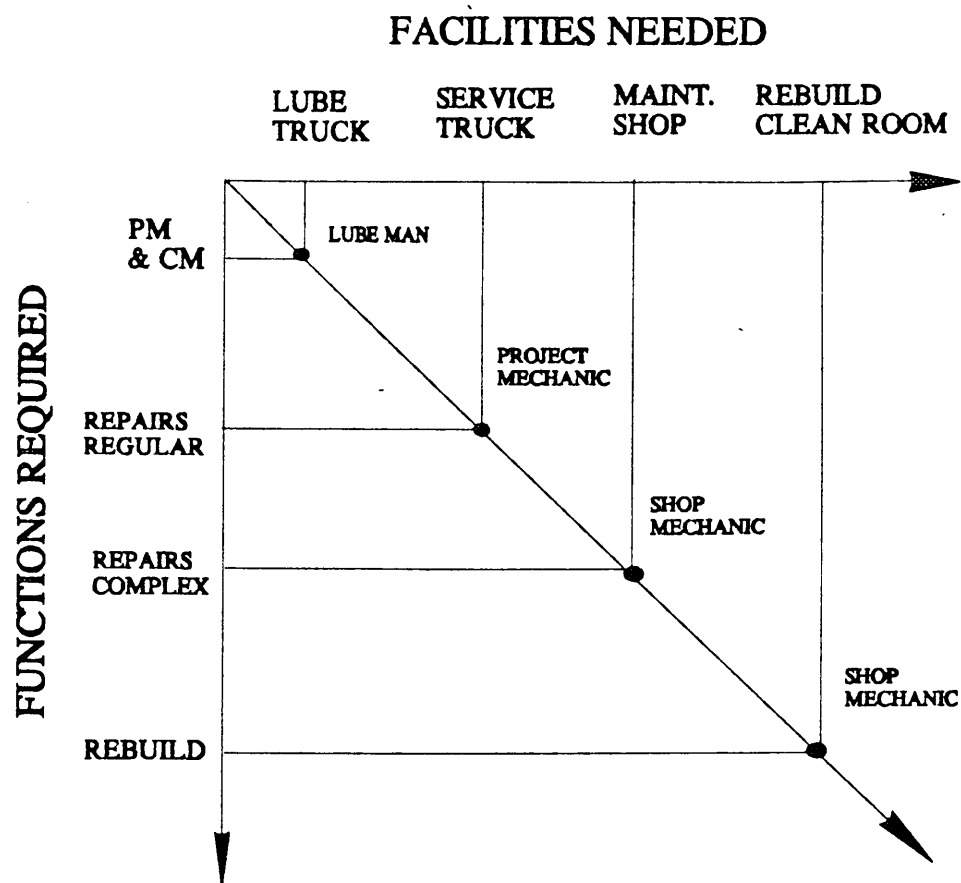 FACILITIES NEEDED
LUBE
TRUCK
SERVICE
TRUCK
MAINT.
SHOP
REBUILD
CLEAN ROOM
FUNCTIONS REQUIRED
PM
& CM
LUBE MAN
PROJECT
MECHANIC
REPAIRS
REGULAR
SHOP
MECHANIC
REPAIRS
COMPLEX
SHOP
MECHANIC
REBUILD